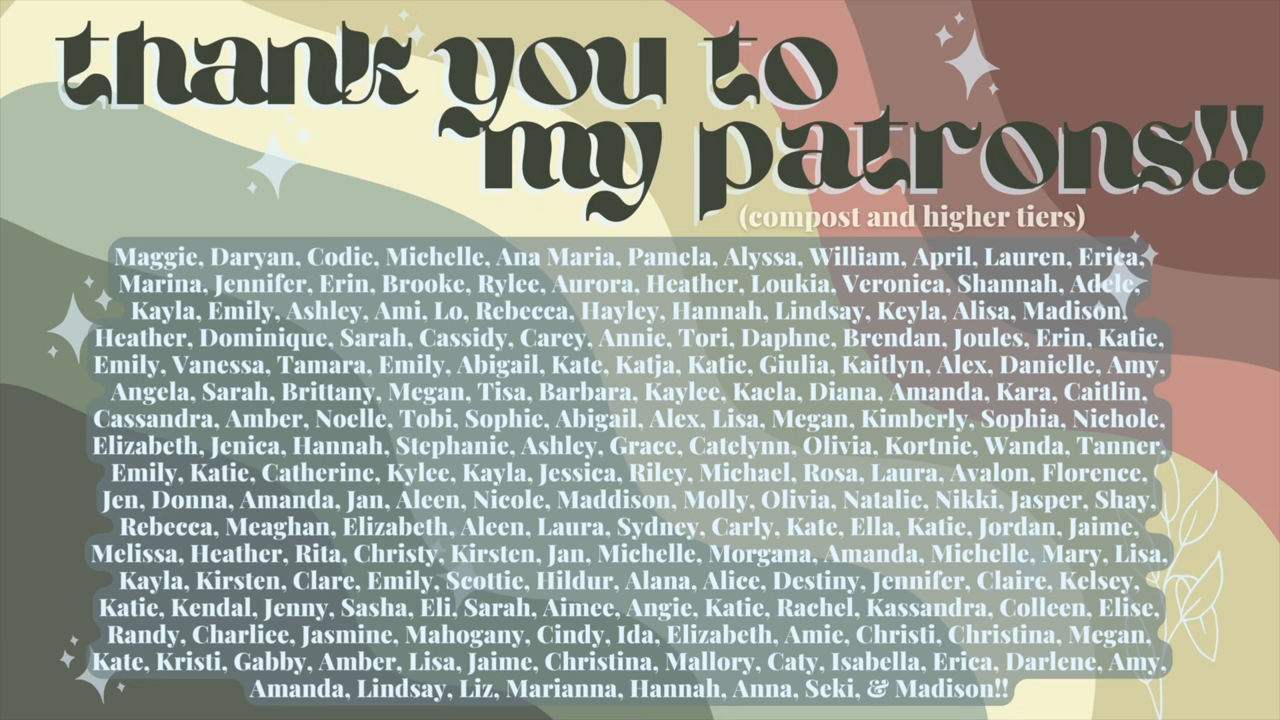 thank you to
my patrons!!
(compost and higher tiers)
Maggie, Daryan, Codie, Michelle, Ana Maria, Pamela, Alyssa, William, April, Lauren, Erica,
Marina, Jennifer, Erin, Brooke, Rylee, Aurora, Heather, Loukia, Veronica, Shannah, Adele,
Kayla, Emily, Ashley, Ami, Lo, Rebecca, Hayley, Hannah, Lindsay, Keyla, Alisa, Madison,
Heather, Dominique, Sarah, Cassidy, Carey, Annie, Tori, Daphne, Brendan, Joules, Erin, Katie,
Emily, Vanessa, Tamara, Emily, Abigail, Kate, Katja, Katie, Giulia, Kaitlyn, Alex, Danielle, Amy,
Angela, Sarah, Brittany, Megan, Tisa, Barbara, Kaylee, Kaela, Diana, Amanda, Kara, Caitlin,
Cassandra, Amber, Noelle, Tobi, Sophie, Abigail, Alex, Lisa, Megan, Kimberly, Sophia, Nichole,
Elizabeth, Jenica, Hannah, Stephanie, Ashley, Grace, Catelynn, Olivia, Kortnie, Wanda, Tanner,
Emily, Katie, Catherine, Kylee, Kayla, Jessica, Riley, Michael, Rosa, Laura, Avalon, Florence,
Jen, Donna, Amanda, Jan, Aleen, Nicole, Maddison, Molly, Olivia, Natalie, Nikki, Jasper, Shay,
Rebecca, Meaghan, Elizabeth, Aleen, Laura, Sydney, Carly, Kate, Ella, Katie, Jordan, Jaime,
Melissa, Heather, Rita, Christy, Kirsten, Jan, Michelle, Morgana, Amanda, Michelle, Mary, Lisa,
Kayla, Kirsten, Clare, Emily, Scottie, Hildur, Alana, Alice, Destiny, Jennifer, Claire, Kelsey,
Katie, Kendal, Jenny, Sasha, Eli, Sarah, Aimee, Angie, Katie, Rachel, Kassandra, Colleen, Elise,
Randy, Charliee, Jasmine, Mahogany, Cindy, Ida, Elizabeth, Amie, Christi, Christina, Megan,
Kate, Kristi, Gabby, Amber, Lisa, Jaime, Christina, Mallory, Caty, Isabella, Erica, Darlene, Amy,
Amanda, Lindsay, Liz, Marianna, Hannah, Anna, Seki, & Madison!!